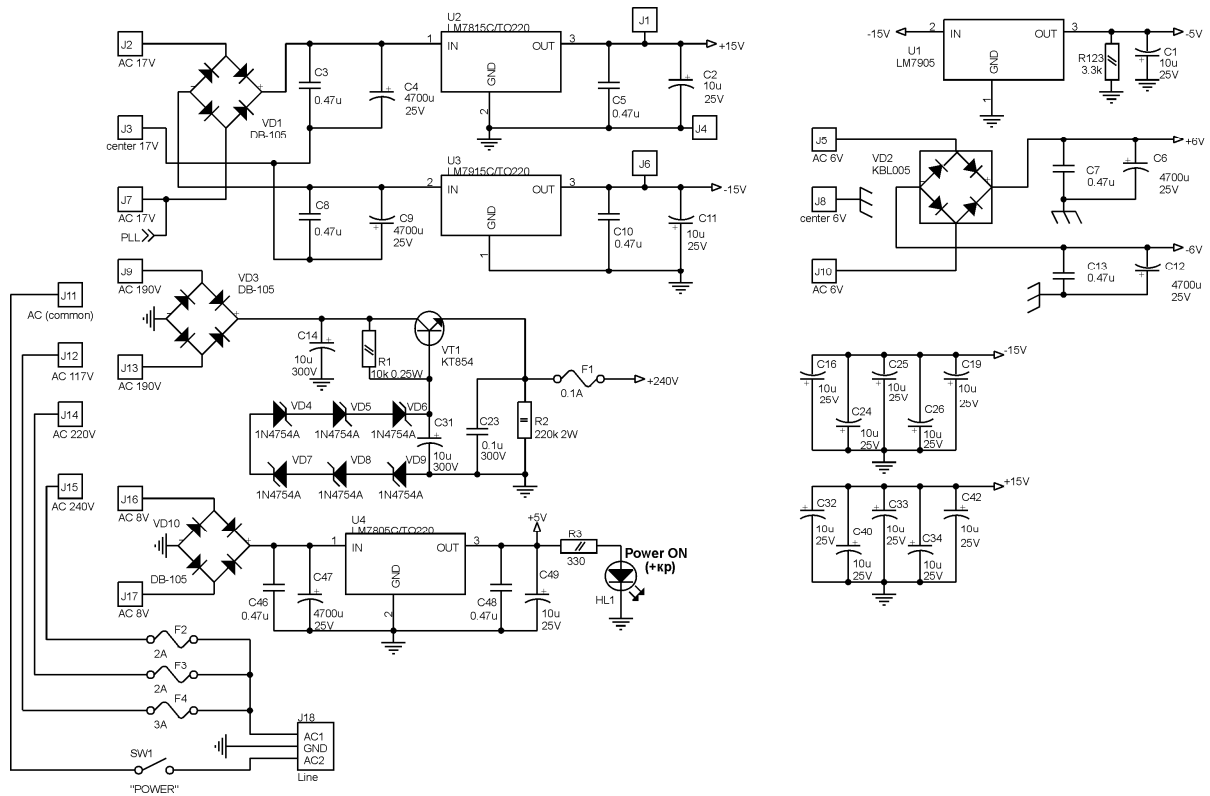 U2
LM7815C/TO220
J1
J2
AC 17V
1
IN
OUT
3
+15V
GND
2
C3
0.47u
C4
4700u
25V
C5
0.47u
C2
10u
25V
+
VD1
DB-105
J3
center 17V
J4
U3
LM7915C/TO220
J6
2
IN
OUT
3
-15V
GND
1
J7
AC 17V
PLL
C8
0.47u
C9
4700u
25V
C10
0.47u
C11
10u
25V
-15V
2
IN
OUT
3
-5V
U1
LM7905
GND
1
R123
3.3k
C1
10u
25V
J5
AC 6V
VD2
KBL005
+6V
C7
0.47u
C6
4700u
25V
J8
center 6V
-6V
J10
AC 6V
C13
0.47u
C12
4700u
25V
J9
AC 190V
VD3
DB-105
J11
AC (common)
J12
AC 117V
J13
AC 190V
J14
AC 220V
J15
AC 240V
C14
10u
300V
R1
10k 0.25W
VT1
KT854
F1
0.1A
+240V
VD4
VD5
VD6
1N4754A
1N4754A
1N4754A
C31
10u
300V
C23
0.1u
300V
R2
220k 2W
VD7
VD8
VD9
1N4754A
1N4754A
1N4754A
-15V
C16
10u
25V
C25
10u
25V
C19
10u
25V
C24
10u
25V
C26
10u
25V
+15V
C32
10u
25V
C33
10u
25V
C42
10u
25V
C40
10u
25V
C34
10u
25V
J16
AC 8V
VD10
DB-105
J17
AC 8V
U4
LM7805C/TO220
1
IN
OUT
3
GND
2
+5V
R3
330
Power ON
(+кр)
HL1
C46
0.47u
C47
4700u
25V
C48
0.47u
C49
10u
25V
F2
2A
F3
2A
F4
3A
J18
AC1
GND
AC2
Line
SW1
"POWER"